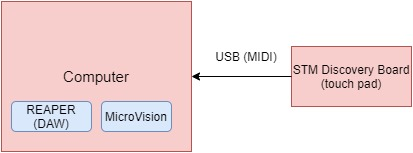 Computer
REAPER
(DAW)
MicroVision
USB (MIDI)
STM Discovery Board
(touch pad)